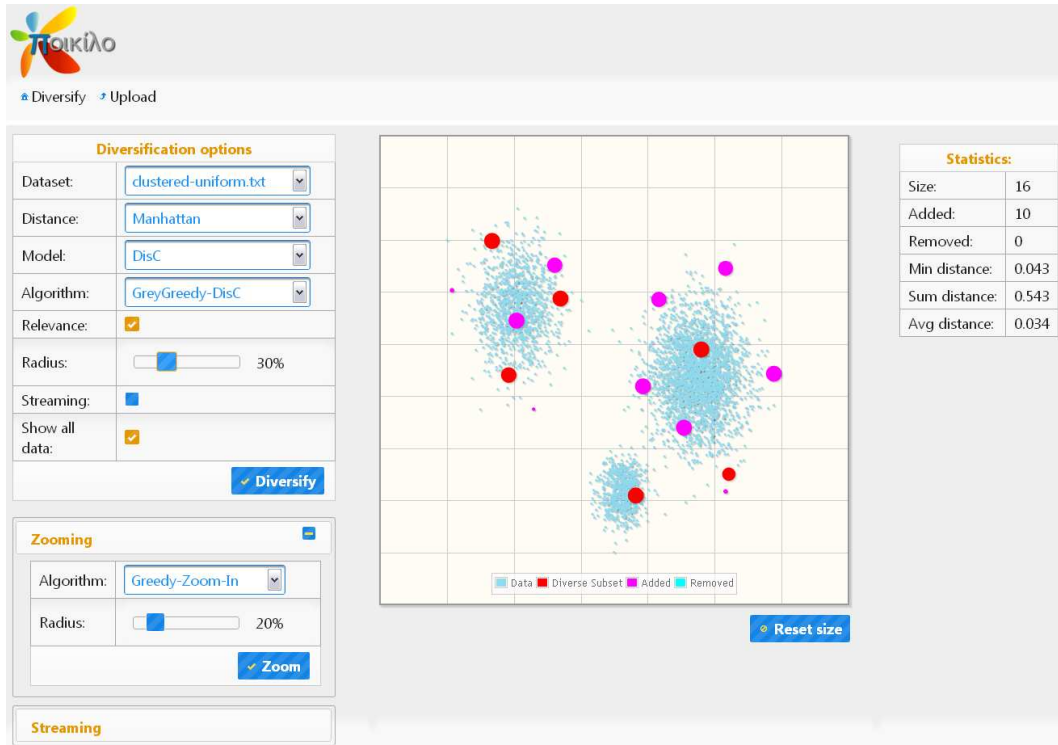 Ποικίλο
Diversify Upload
Diversification options
Dataset: clustered-uniform.txt
Distance: Manhattan
Model: DisC
Algorithm: GreyGreedy-DisC
Relevance:
Radius: 30%
Streaming:
Show all
data:
Diversify
Zooming
Algorithm: Greedy-Zoom-In
Radius: 20%
Zoom
Streaming
Data Diverse Subset Added Removed
Reset size
Statistics:
Size: 16
Added: 10
Removed: 0
Min distance: 0.043
Sum distance: 0.543
Avg distance: 0.034